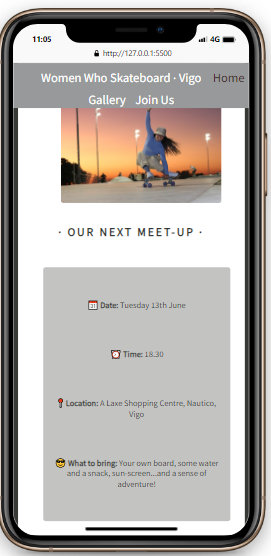 11:05 4G
http://127.0.0.1:5500
Women Who Skateboard · Vigo Home
Gallery Join Us
· OUR NEXT MEET-UP ·
Date: Tuesday 13th June
Time: 18.30
Location: A Laxe Shopping Centre, Nautico,
Vigo
What to bring: Your own board, some water
and a snack, sun-screen...and a sense of
adventure!